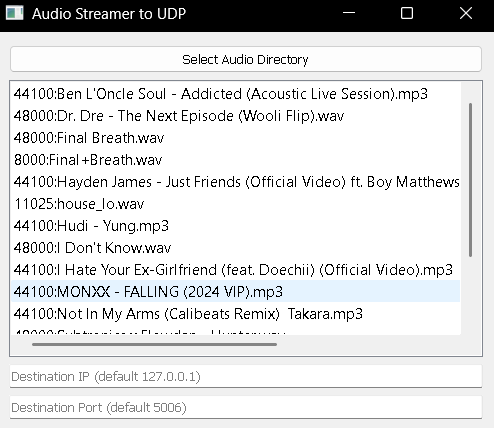 Audio Streamer to UDP
Select Audio Directory
44100:Ben L'Oncle Soul - Addicted (Acoustic Live Session).mp3
48000:Dr. Dre - The Next Episode (Wooli Flip).wav
48000:Final Breath.wav
8000:Final+Breath.wav
44100:Hayden James - Just Friends (Official Video) ft. Boy Matthews
11025:house_lo.wav
44100:Hudi - Yung.mp3
48000:I Don't Know.wav
44100:I Hate Your Ex-Girlfriend (feat. Doechii) (Official Video).mp3
44100:MONXX - FALLING (2024 VIP).mp3
44100:Not In My Arms (Calibeats Remix)  Takara.mp3
Destination IP (default 127.0.0.1)
Destination Port (default 5006)